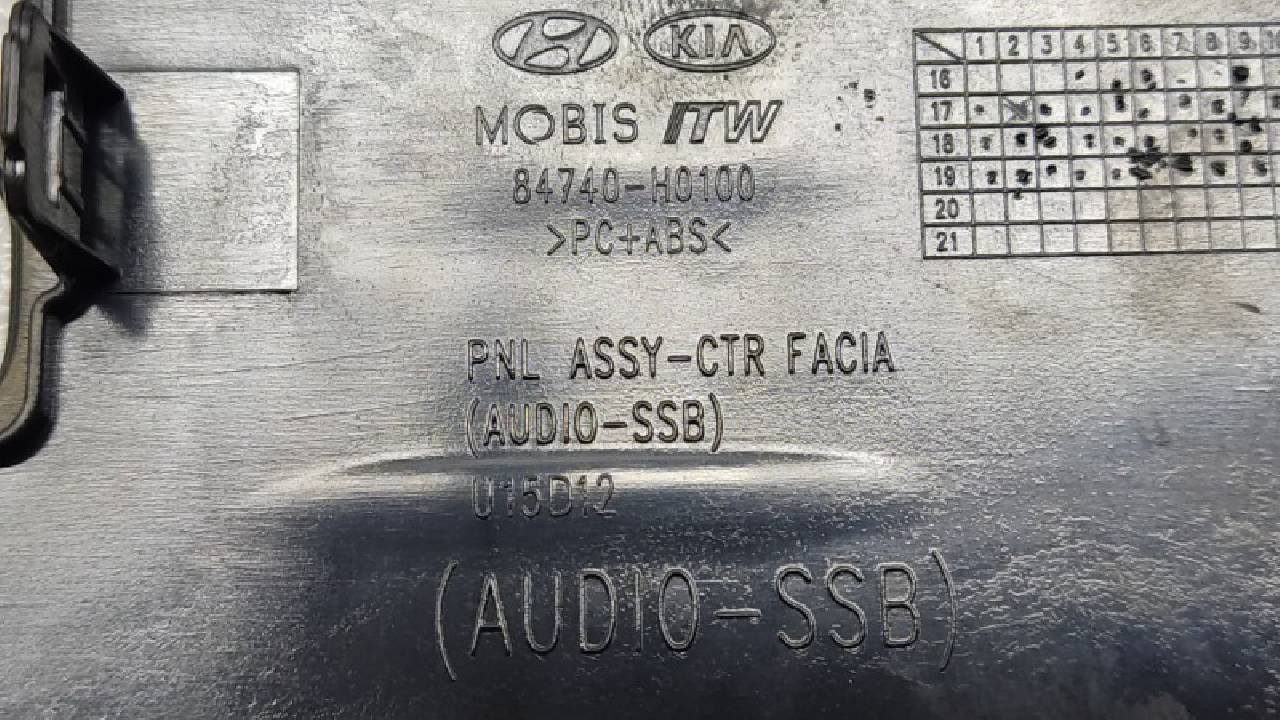 KIA
MOBIS ITW
84740-H0100
>PC+ABS<
PNL ASSY-CTR FACIA
(AUDIO-SSB)
U15D12
(AUDIO-SSB)
1 2 3 4 5 6 7 8 9
16
17
18
19
20
21